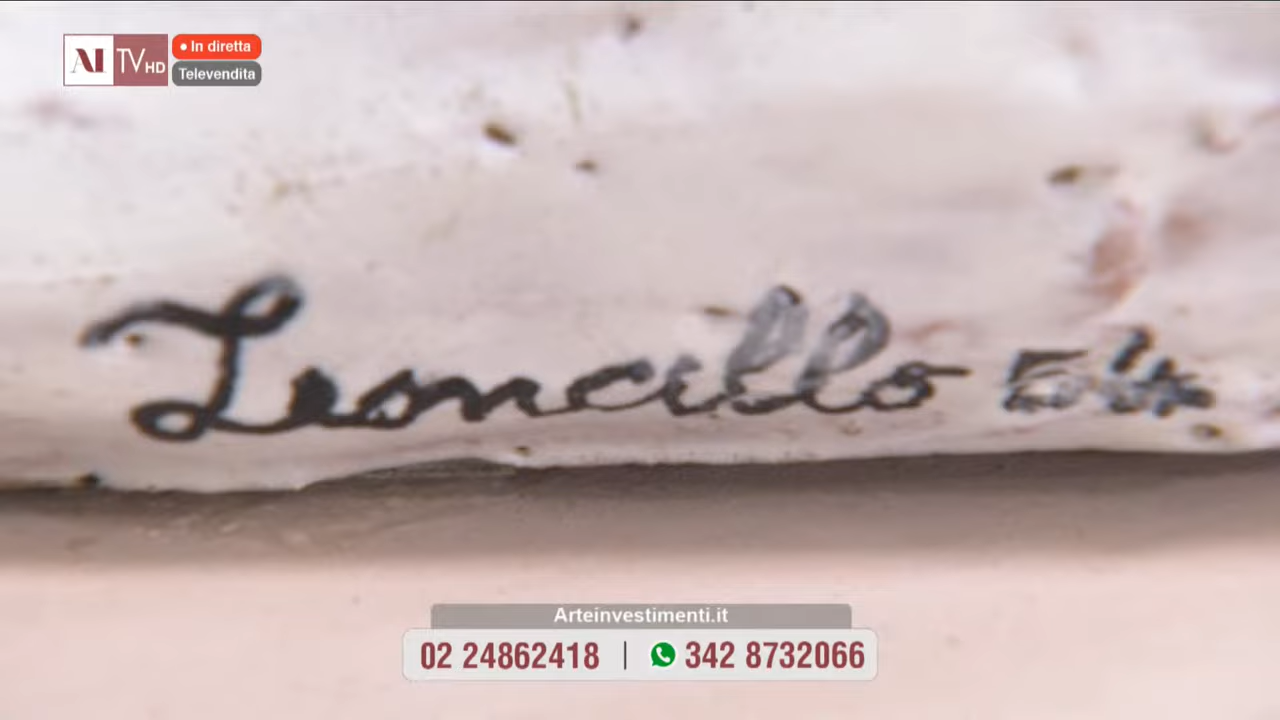 AI TV HD
In diretta
Televendita
Leoncillo 54
Arteinvestimenti.it
02 24862418 | 342 8732066